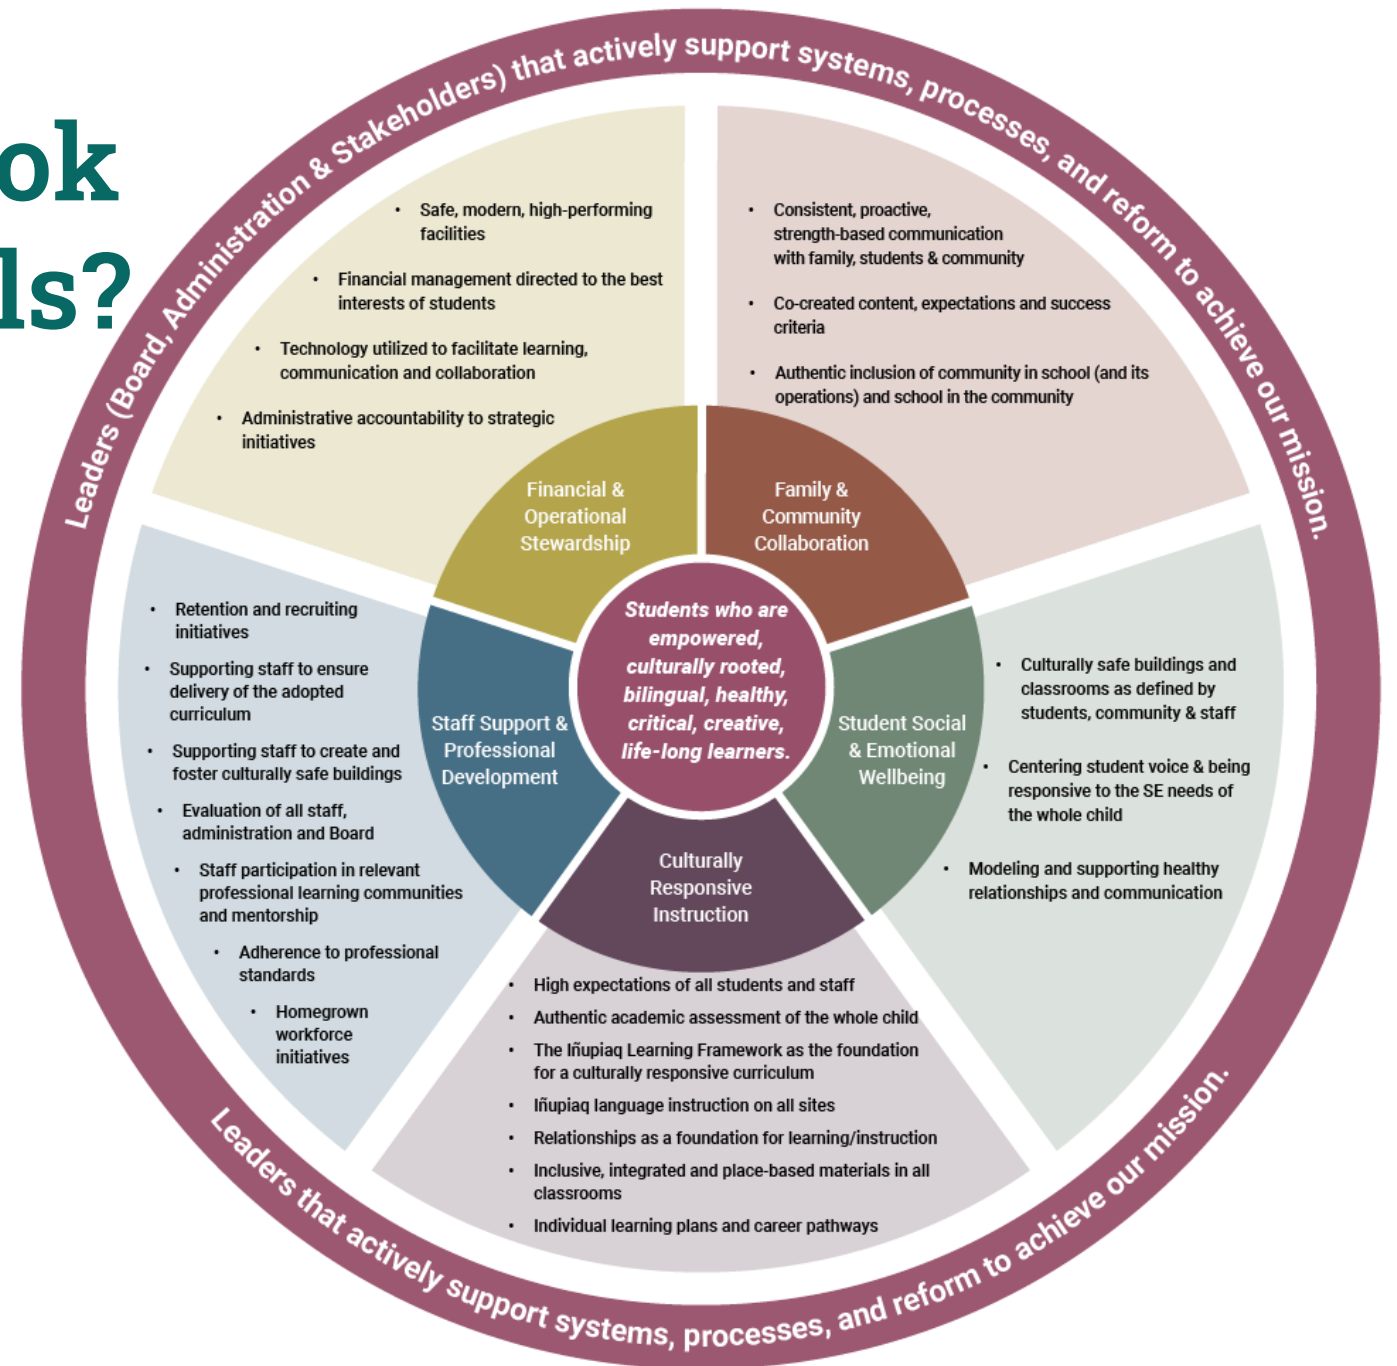 ok
ls?
Leaders (Board, Administration & Stakeholders) that actively support systems, processes, and reform to achieve our mission.
• Safe, modern, high-performing
facilities
• Financial management directed to the best
interests of students
• Technology utilized to facilitate learning,
communication and collaboration
• Administrative accountability to strategic
initiatives
Financial &
Operational
Stewardship
• Consistent, proactive,
strength-based communication
with family, students & community
• Co-created content, expectations and success
criteria
• Authentic inclusion of community in school (and its
operations) and school in the community
Family &
Community
Collaboration
Students who are
empowered,
culturally rooted,
bilingual, healthy,
critical, creative,
life-long learners.
• Retention and recruiting
initiatives
• Supporting staff to ensure
delivery of the adopted
curriculum
• Supporting staff to create and
foster culturally safe buildings
• Evaluation of all staff,
administration and Board
• Staff participation in relevant
professional learning communities
and mentorship
• Adherence to professional
standards
• Homegrown
workforce
initiatives
Staff Support &
Professional
Development
Student Social
& Emotional
Wellbeing
• Culturally safe buildings and
classrooms as defined by
students, community & staff
• Centering student voice & being
responsive to the SE needs of
the whole child
• Modeling and supporting healthy
relationships and communication
Culturally
Responsive
Instruction
• High expectations of all students and staff
• Authentic academic assessment of the whole child
• The Iñupiaq Learning Framework as the foundation
for a culturally responsive curriculum
• Iñupiaq language instruction on all sites
• Relationships as a foundation for learning/instruction
• Inclusive, integrated and place-based materials in all
classrooms
• Individual learning plans and career pathways
Leaders that actively support systems, processes, and reform to achieve our mission.